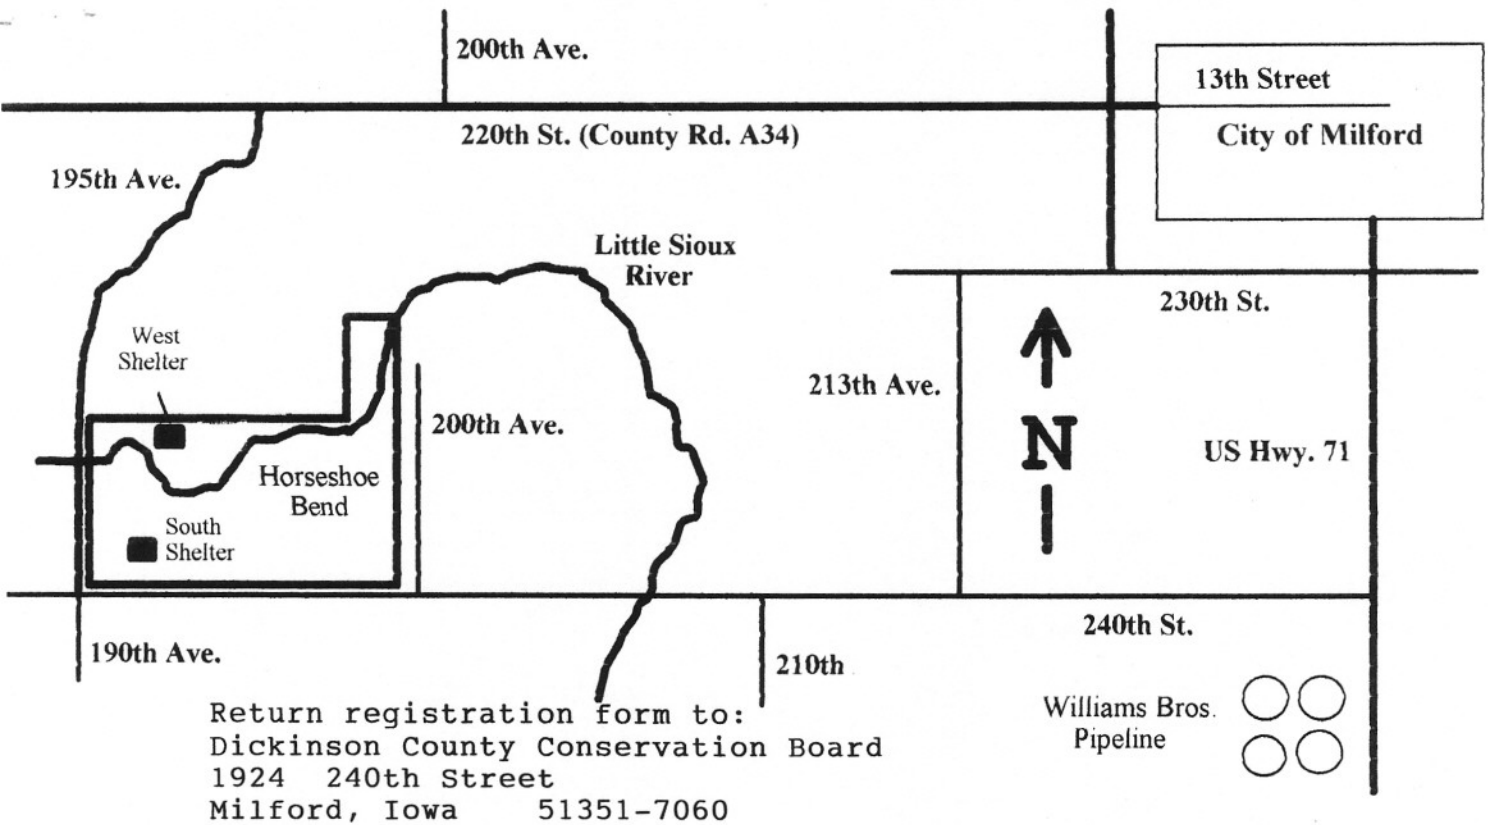 200th Ave.
13th Street
220th St. (County Rd. A34)
City of Milford
195th Ave.
Little Sioux
River
230th St.
West
Shelter
213th Ave.
200th Ave.
N
US Hwy. 71
Horseshoe
Bend
South
Shelter
240th St.
190th Ave.
210th
Williams Bros.
Pipeline
Return registration form to:
Dickinson County Conservation Board
1924 240th Street
Milford, Iowa 51351-7060